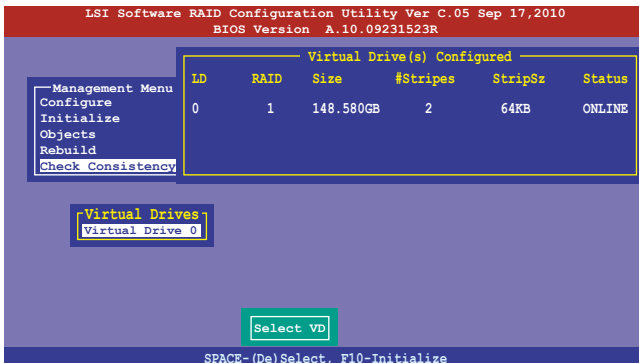 LSI Software RAID Configuration Utility Ver C.05 Sep 17,2010
BIOS Version A.10.09231523R
Virtual Drive(s) Configured
LD RAID Size #Stripes StripSz Status
0 1 148.580GB 2 64KB ONLINE
Management Menu
Configure
Initialize
Objects
Rebuild
Check Consistency
Virtual Drives
Virtual Drive 0
Select VD
SPACE-(De)Select, F10-Initialize